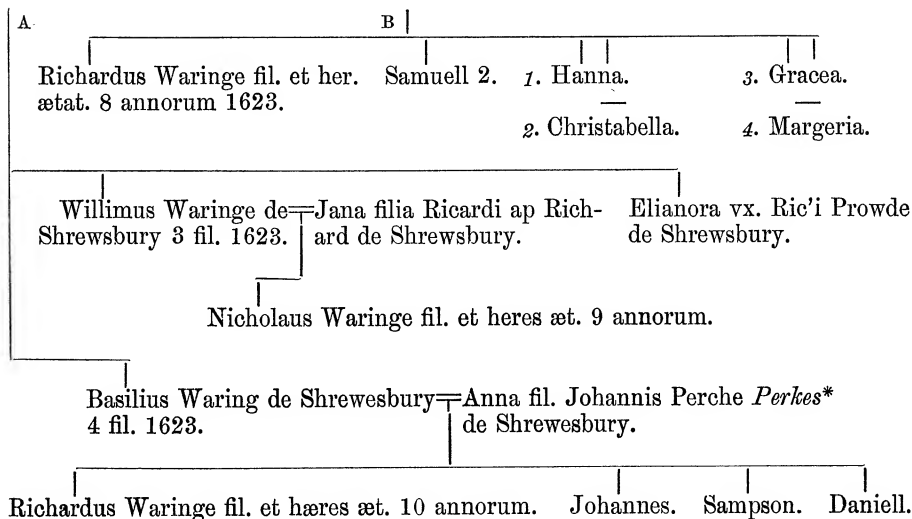 A B
Richardus Waringe fil. et her. Samuell 2. 1. Hanna. 3. Gracea.
ætat. 8 annorum 1623.
2. Christabella. 4. Margeria.
Willimus Waringe de Jana filia Ricardi ap Rich- Elianora vx. Ric'i Prowde
Shrewsbury 3 fil. 1623. ard de Shrewsbury. de Shrewsbury.
Nicholaus Waringe fil. et heres æt. 9 annorum.
Basilius Waring de Shrewesbury Anna fil. Johannis Perche Perkes*
4 fil. 1623. de Shrewesbury.
Richardus Waringe fil. et hæres æt. 10 annorum. Johannes. Sampson. Daniell.